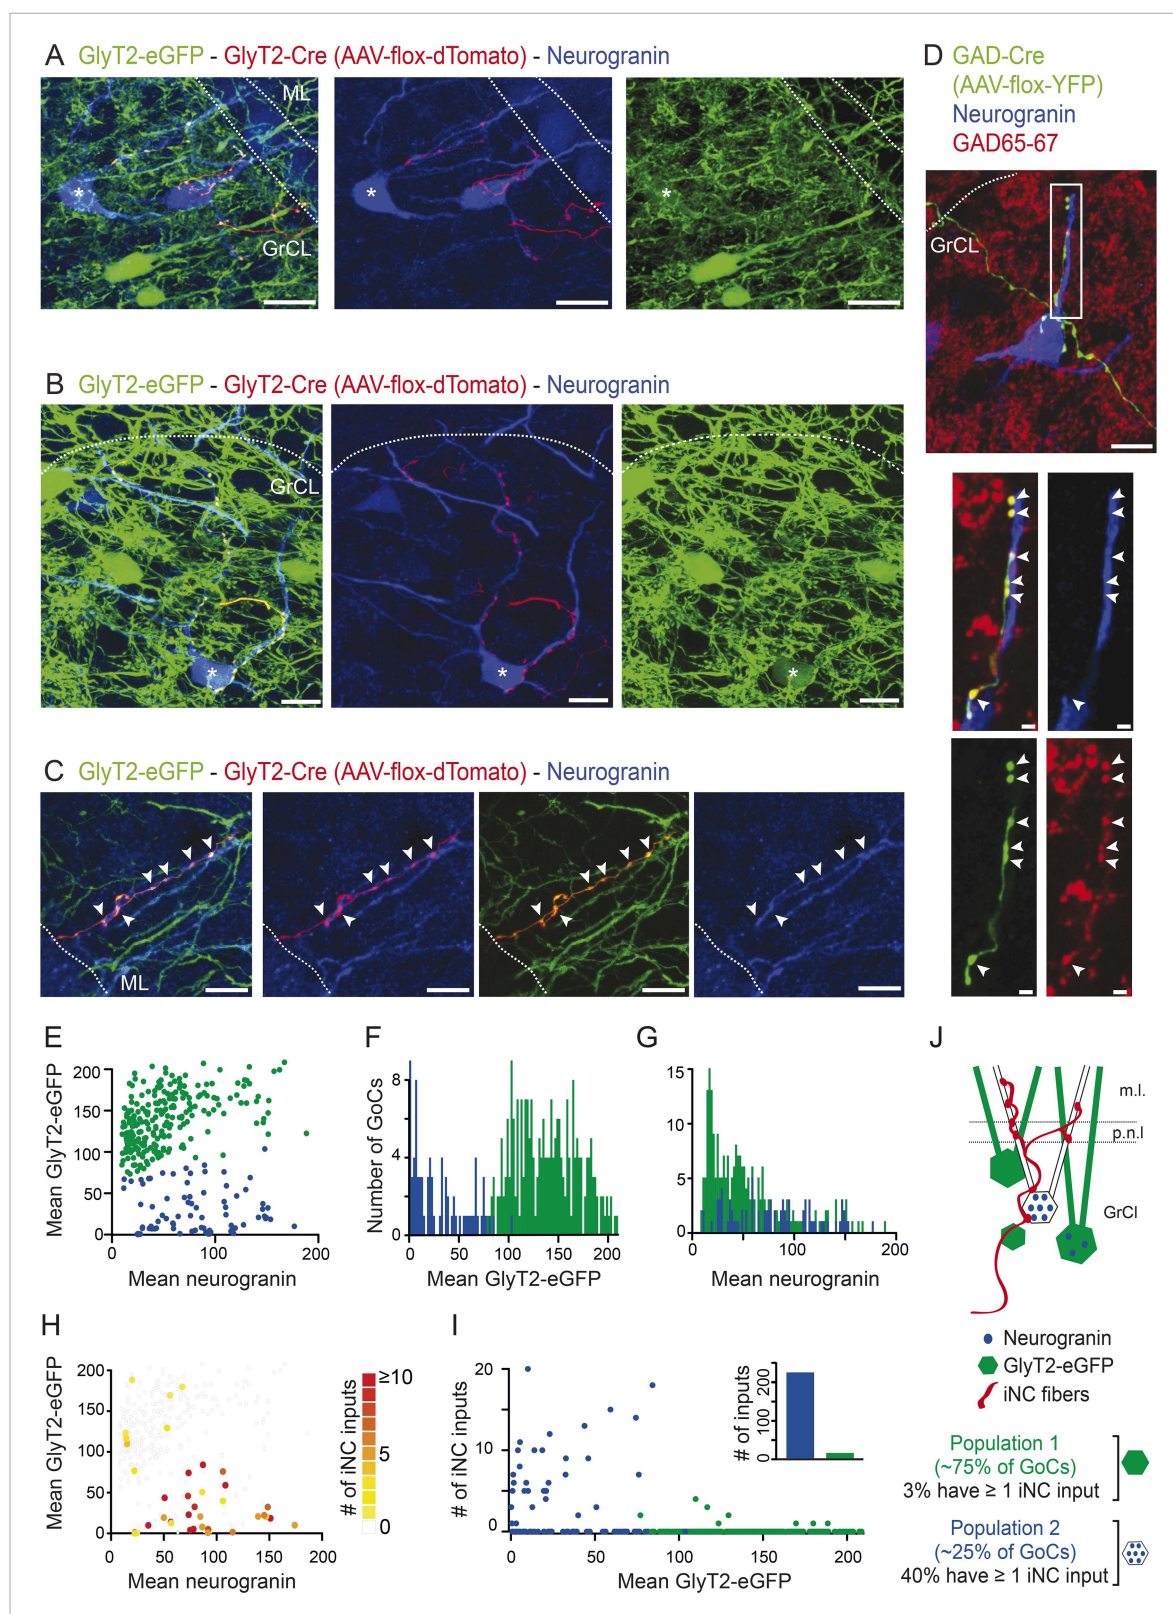 A GlyT2-eGFP - GlyT2-Cre (AAV-flox-dTomato) - Neurogranin
ML
GrCL
*
*
*
B GlyT2-eGFP - GlyT2-Cre (AAV-flox-dTomato) - Neurogranin
GrCL
*
*
*
C GlyT2-eGFP - GlyT2-Cre (AAV-flox-dTomato) - Neurogranin
ML
D GAD-Cre
(AAV-flox-YFP)
Neurogranin
GAD65-67
GrCL
E
Mean GlyT2-eGFP
200
150
100
50
0
0 100 200
Mean neurogranin
F
Number of GoCs
8
4
0
0 50 100 150 200
Mean GlyT2-eGFP
G
15
10
5
0
0 100 200
Mean neurogranin
J
m.l.
p.n.l
GrCl
Neurogranin
GlyT2-eGFP
iNC fibers
Population 1
(~75% of GoCs)
3% have ≥ 1 iNC input
Population 2
(~25% of GoCs)
40% have ≥ 1 iNC input
H
Mean GlyT2-eGFP
200
150
100
50
0
0 50 100 150 200
Mean neurogranin
# of iNC inputs
≥10
5
0
I
# of iNC inputs
20
10
0
0 50 100 150 200
Mean GlyT2-eGFP
# of inputs
200
100
0